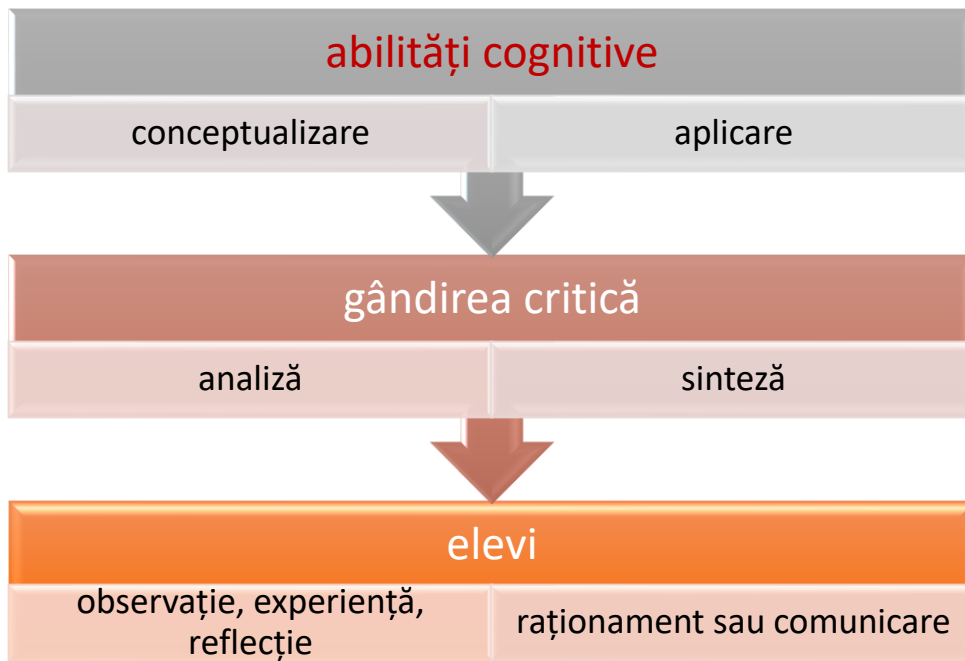 abilități cognitive
conceptualizare
aplicare
gândirea critică
analiză
sinteză
elevi
observație, experiență,
reflecție
raționament sau comunicare